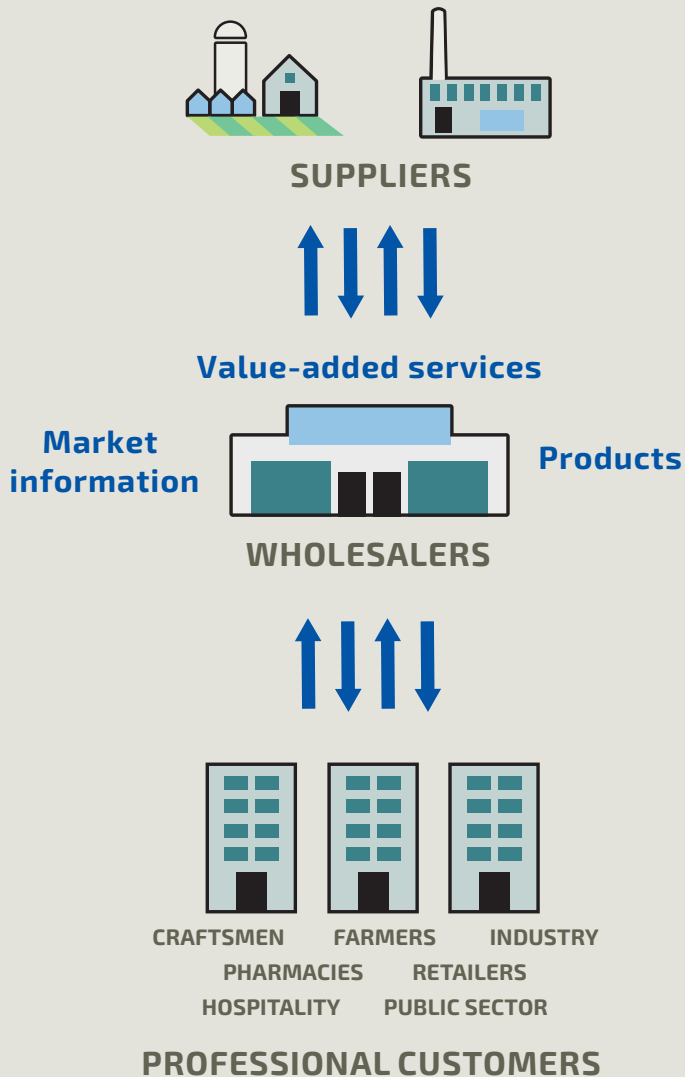 SUPPLIERS
Value-added services
Market
information
Products
WHOLESALERS
CRAFTSMEN FARMERS INDUSTRY
PHARMACIES RETAILERS
HOSPITALITY PUBLIC SECTOR
PROFESSIONAL CUSTOMERS